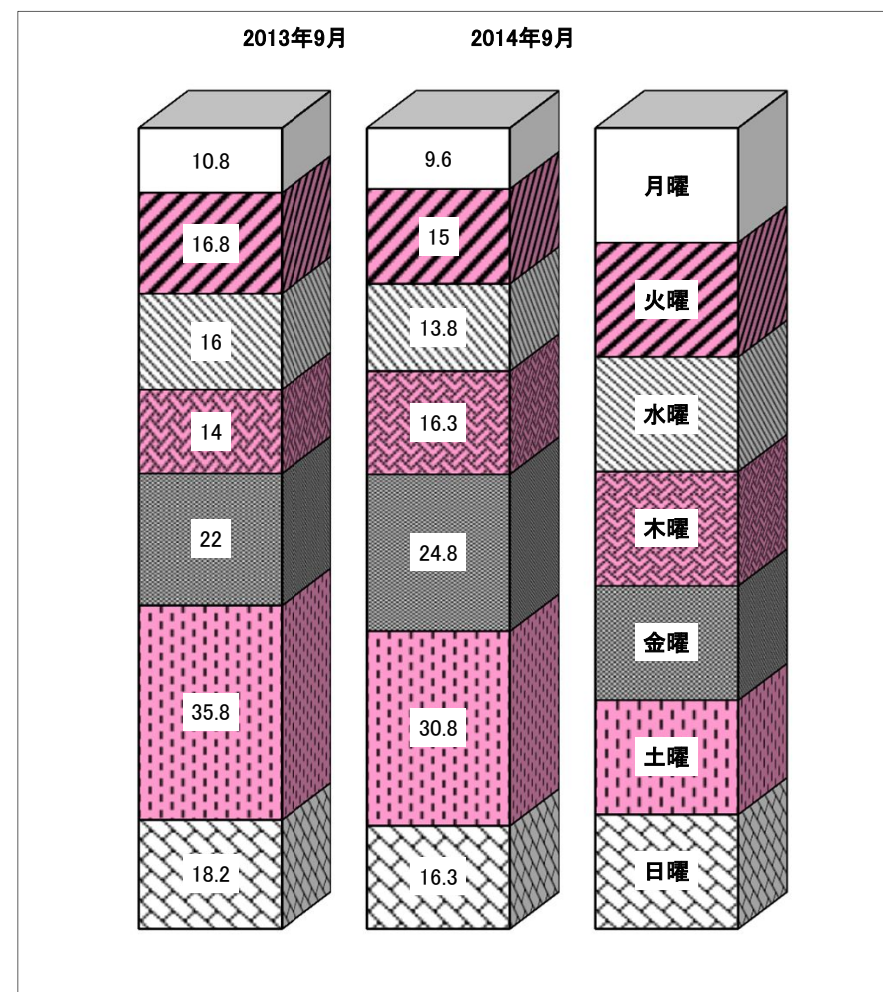 2013年9月 2014年9月
10.8 9.6 月曜
16.8 15 火曜
16 13.8 水曜
14 16.3 木曜
22 24.8 金曜
35.8 30.8 土曜
18.2 16.3 日曜